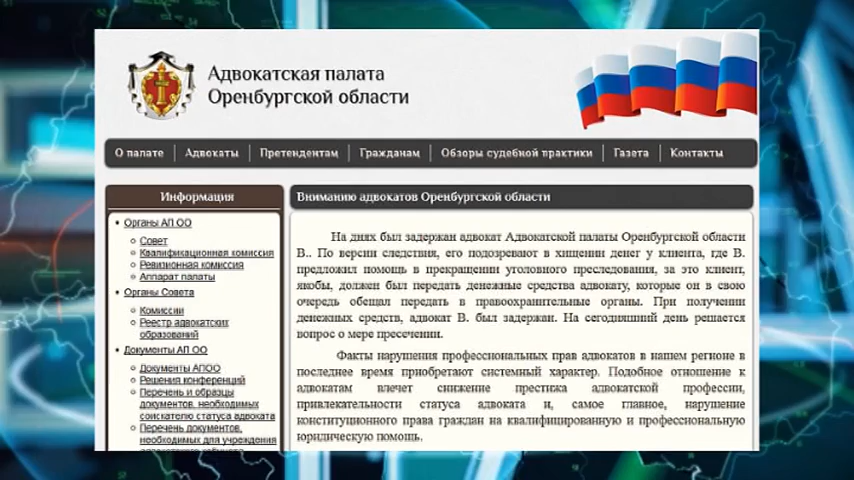 Адвокатская палата
Оренбургской области
О палате
Адвокаты
Претендентам
Гражданам
Обзоры судебной практики
Газета
Контакты
Информация
Органы АП ОО
Совет
Квалификационная комиссия
Ревизионная комиссия
Аппарат палаты
Органы Совета
Комиссии
Реестр адвокатских
образований
Документы АП ОО
Документы АПОО
Решения конференций
Перечень и образцы
документов, необходимых
соискателю статуса адвоката
Перечень документов,
необходимых для учреждения
Вниманию адвокатов Оренбургской области
На днях был задержан адвокат Адвокатской палаты Оренбургской области
В.. По версии следствия, его подозревают в хищении денег у клиента, где В.
предложил помощь в прекращении уголовного преследования, за это клиент,
якобы, должен был передать денежные средства адвокату, которые он в свою
очередь обещал передать в правоохранительные органы. При получении
денежных средств, адвокат В. был задержан. На сегодняшний день решается
вопрос о мере пресечении.
Факты нарушения профессиональных прав адвокатов в нашем регионе в
последнее время приобретают системный характер. Подобное отношение к
адвокатам влечет снижение престижа адвокатской профессии,
привлекательности статуса адвоката и, самое главное, нарушение
конституционного права граждан на квалифицированную и профессиональную
юридическую помощь.